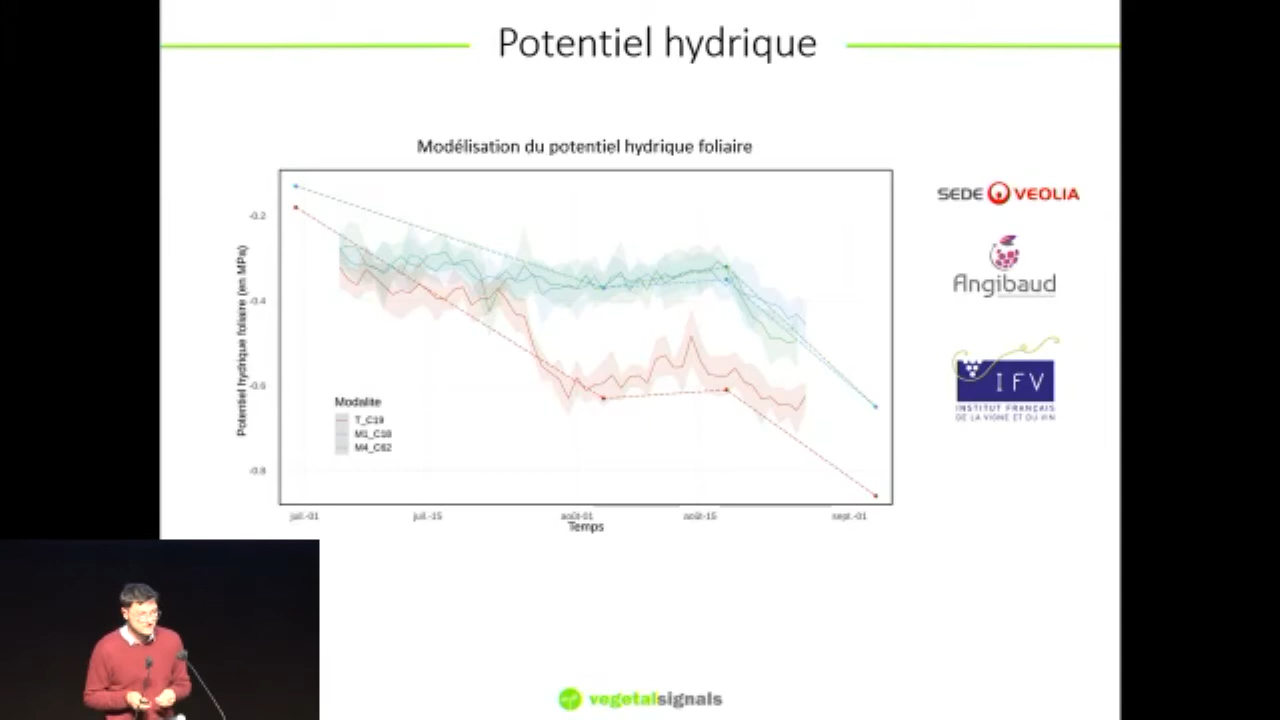 Potentiel hydrique
Modélisation du potentiel hydrique foliaire
Potentiel hydrique foliaire (en MPa)
-0.2
-0.4
-0.6
-0.8
Modalite
T_C19
M1_C18
M4_C62
juil.-01
juil.-15
août-01
août-15
sept.-01
Temps
SEDE VEOLIA
Angibaud
IFV
INSTITUT FRANÇAIS
DE LA VIGNE ET DU VIN
vegetalsignals